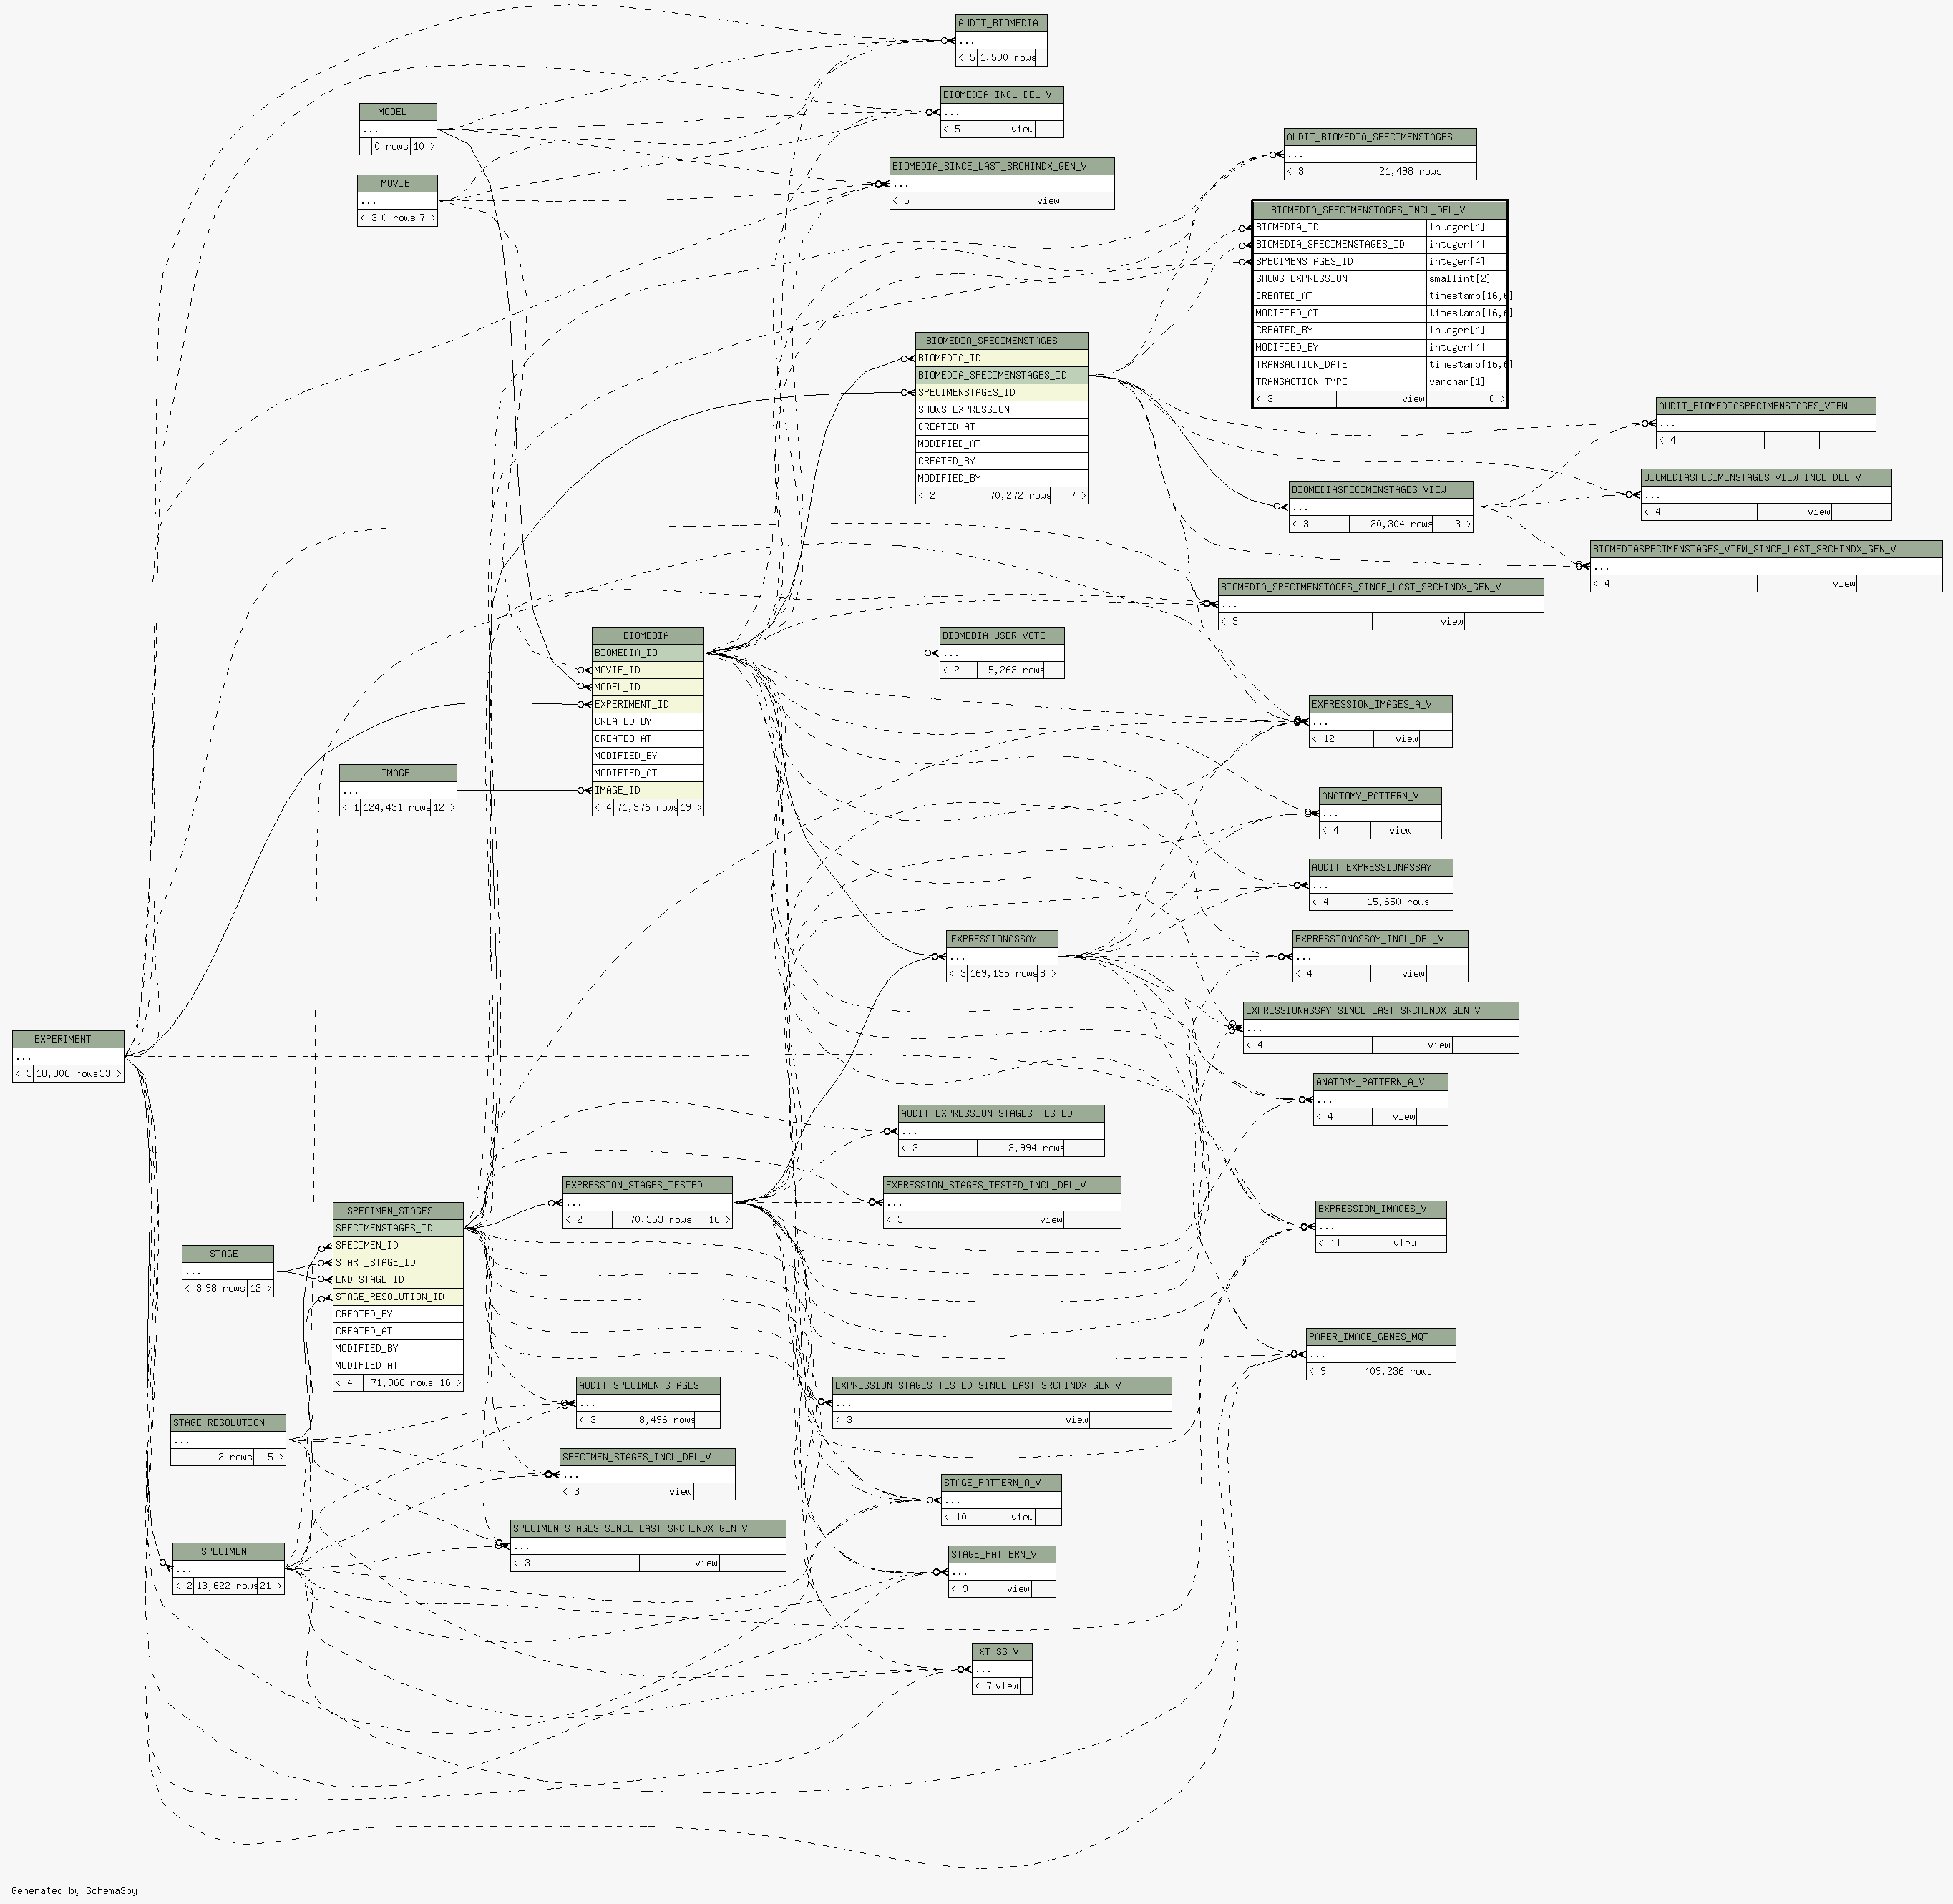 AUDIT_BIOMEDIA
...
< 5 1,590 rows
BIOMEDIA_INCL_DEL_V
...
< 5 view
MODEL
...
0 rows 10 >
BIOMEDIA_SINCE_LAST_SRCHINDX_GEN_V
...
< 5 view
MOVIE
...
< 3 0 rows 7 >
AUDIT_BIOMEDIA_SPECIMENSTAGES
...
< 3 21,498 rows
BIOMEDIA_SPECIMENSTAGES_INCL_DEL_V
BIOMEDIA_ID integer[4]
BIOMEDIA_SPECIMENSTAGES_ID integer[4]
SPECIMENSTAGES_ID integer[4]
SHOWS_EXPRESSION smallint[2]
CREATED_AT timestamp[16,6]
MODIFIED_AT timestamp[16,6]
CREATED_BY integer[4]
MODIFIED_BY integer[4]
TRANSACTION_DATE timestamp[16,6]
TRANSACTION_TYPE varchar[1]
< 3 view 0 >
BIOMEDIA_SPECIMENSTAGES
BIOMEDIA_ID
BIOMEDIA_SPECIMENSTAGES_ID
SPECIMENSTAGES_ID
SHOWS_EXPRESSION
CREATED_AT
MODIFIED_AT
CREATED_BY
MODIFIED_BY
< 2 70,272 rows 7 >
AUDIT_BIOMEDIASPECIMENSTAGES_VIEW
...
< 4
BIOMEDIASPECIMENSTAGES_VIEW_INCL_DEL_V
...
< 4 view
BIOMEDIASPECIMENSTAGES_VIEW
...
< 3 20,304 rows 3 >
BIOMEDIASPECIMENSTAGES_VIEW_SINCE_LAST_SRCHINDX_GEN_V
...
< 4 view
BIOMEDIA_SPECIMENSTAGES_SINCE_LAST_SRCHINDX_GEN_V
...
< 3 view
BIOMEDIA
BIOMEDIA_ID
MOVIE_ID
MODEL_ID
EXPERIMENT_ID
CREATED_BY
CREATED_AT
MODIFIED_BY
MODIFIED_AT
IMAGE_ID
< 4 71,376 rows 19 >
BIOMEDIA_USER_VOTE
...
< 2 5,263 rows
EXPRESSION_IMAGES_A_V
...
< 12 view
IMAGE
...
< 1 124,431 rows 12 >
ANATOMY_PATTERN_V
...
< 4 view
AUDIT_EXPRESSIONASSAY
...
< 4 15,650 rows
EXPRESSIONASSAY
...
< 3 169,135 rows 8 >
EXPRESSIONASSAY_INCL_DEL_V
...
< 4 view
EXPRESSIONASSAY_SINCE_LAST_SRCHINDX_GEN_V
...
< 4 view
EXPERIMENT
...
< 3 18,806 rows 33 >
ANATOMY_PATTERN_A_V
...
< 4 view
AUDIT_EXPRESSION_STAGES_TESTED
...
< 3 3,994 rows
EXPRESSION_STAGES_TESTED
...
< 2 70,353 rows 16 >
EXPRESSION_STAGES_TESTED_INCL_DEL_V
...
< 3 view
EXPRESSION_IMAGES_V
...
< 11 view
SPECIMEN_STAGES
SPECIMENSTAGES_ID
SPECIMEN_ID
START_STAGE_ID
END_STAGE_ID
STAGE_RESOLUTION_ID
CREATED_BY
CREATED_AT
MODIFIED_BY
MODIFIED_AT
< 4 71,968 rows 16 >
STAGE
...
< 3 98 rows 12 >
PAPER_IMAGE_GENES_MQT
...
< 9 409,236 rows
AUDIT_SPECIMEN_STAGES
...
< 3 8,496 rows
EXPRESSION_STAGES_TESTED_SINCE_LAST_SRCHINDX_GEN_V
...
< 3 view
STAGE_RESOLUTION
...
2 rows 5 >
SPECIMEN_STAGES_INCL_DEL_V
...
< 3 view
STAGE_PATTERN_A_V
...
< 10 view
SPECIMEN_STAGES_SINCE_LAST_SRCHINDX_GEN_V
...
< 3 view
SPECIMEN
...
< 2 13,622 rows 21 >
STAGE_PATTERN_V
...
< 9 view
XT_SS_V
...
< 7 view
Generated by SchemaSpy